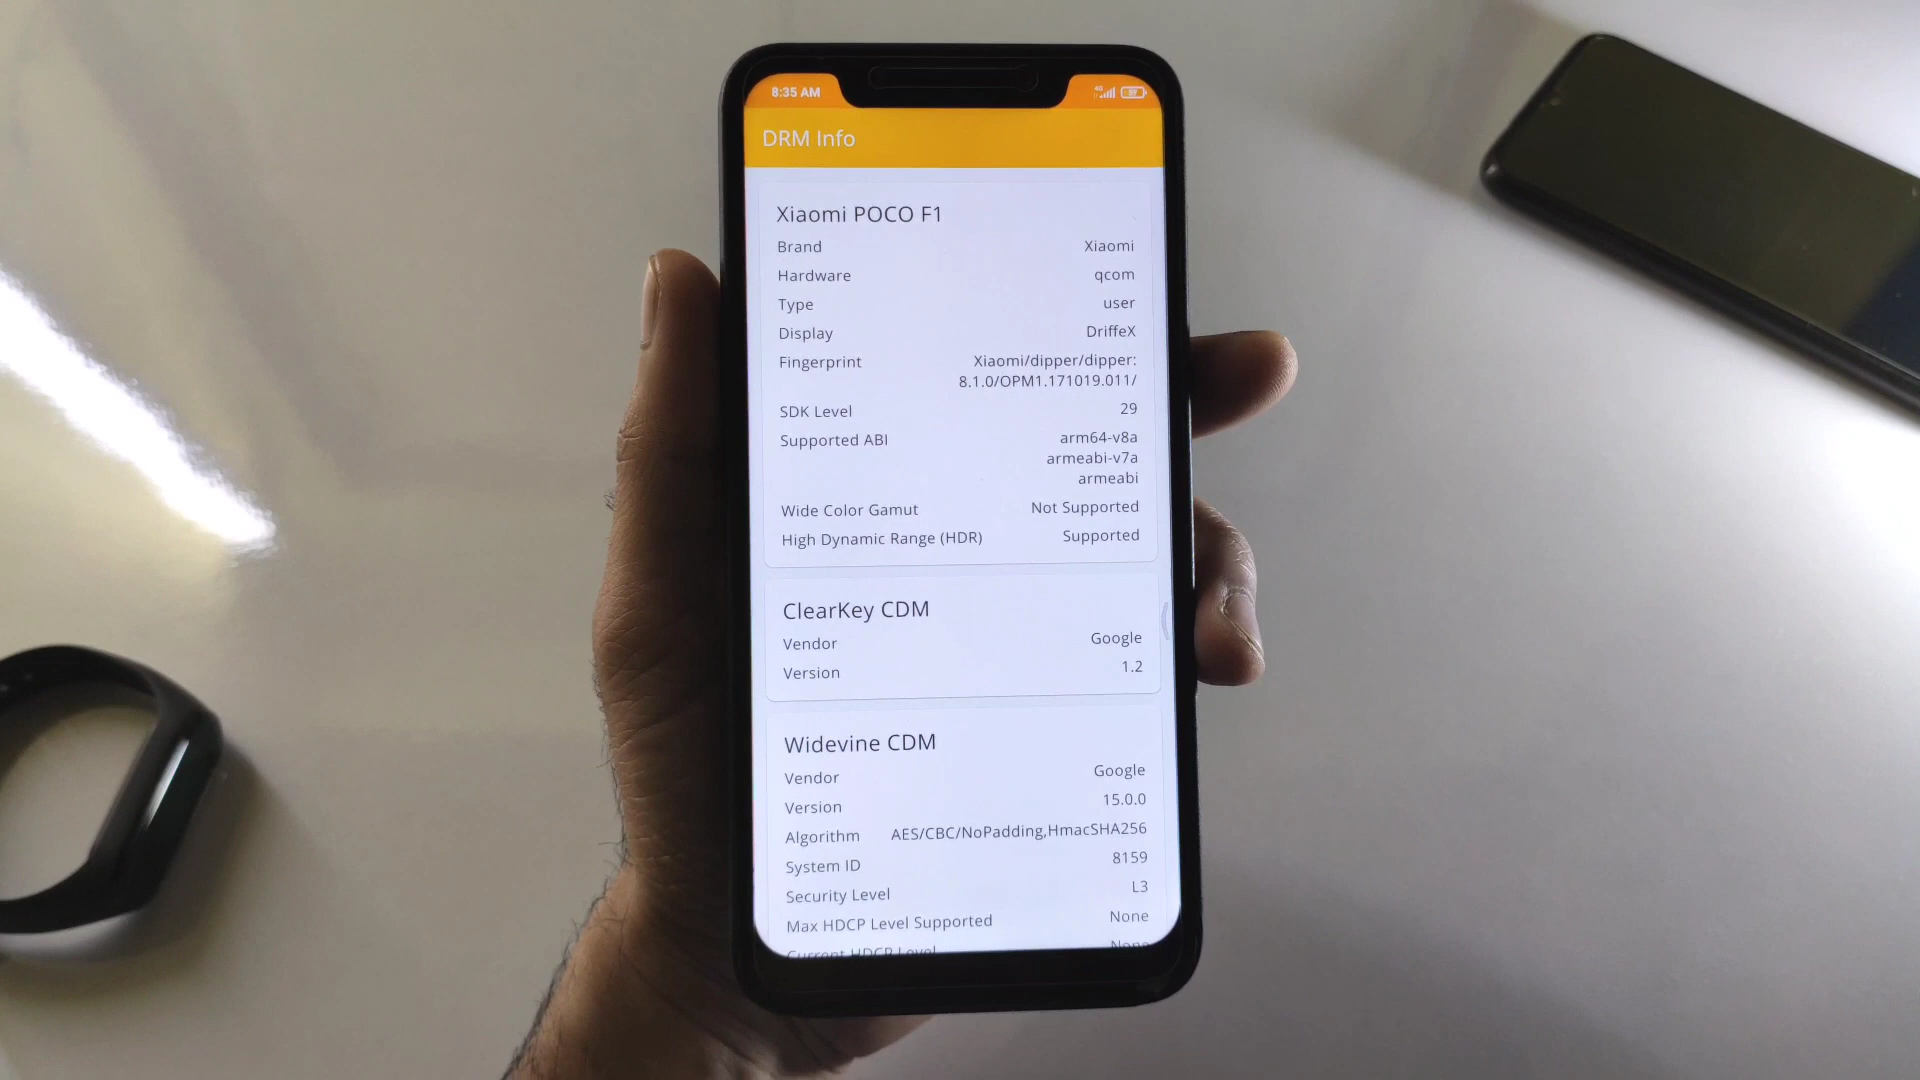 8:35 AM 4G 57
DRM Info
Xiaomi POCO F1
Brand Xiaomi
Hardware qcom
Type user
Display DriffeX
Fingerprint Xiaomi/dipper/dipper:
8.1.0/OPM1.171019.011/
SDK Level 29
Supported ABI arm64-v8a
armeabi-v7a
armeabi
Wide Color Gamut Not Supported
High Dynamic Range (HDR) Supported
ClearKey CDM
Vendor Google
Version 1.2
Widevine CDM
Vendor Google
Version 15.0.0
Algorithm AES/CBC/NoPadding,HmacSHA256
System ID 8159
Security Level L3
Max HDCP Level Supported None
Current HDCP Level None